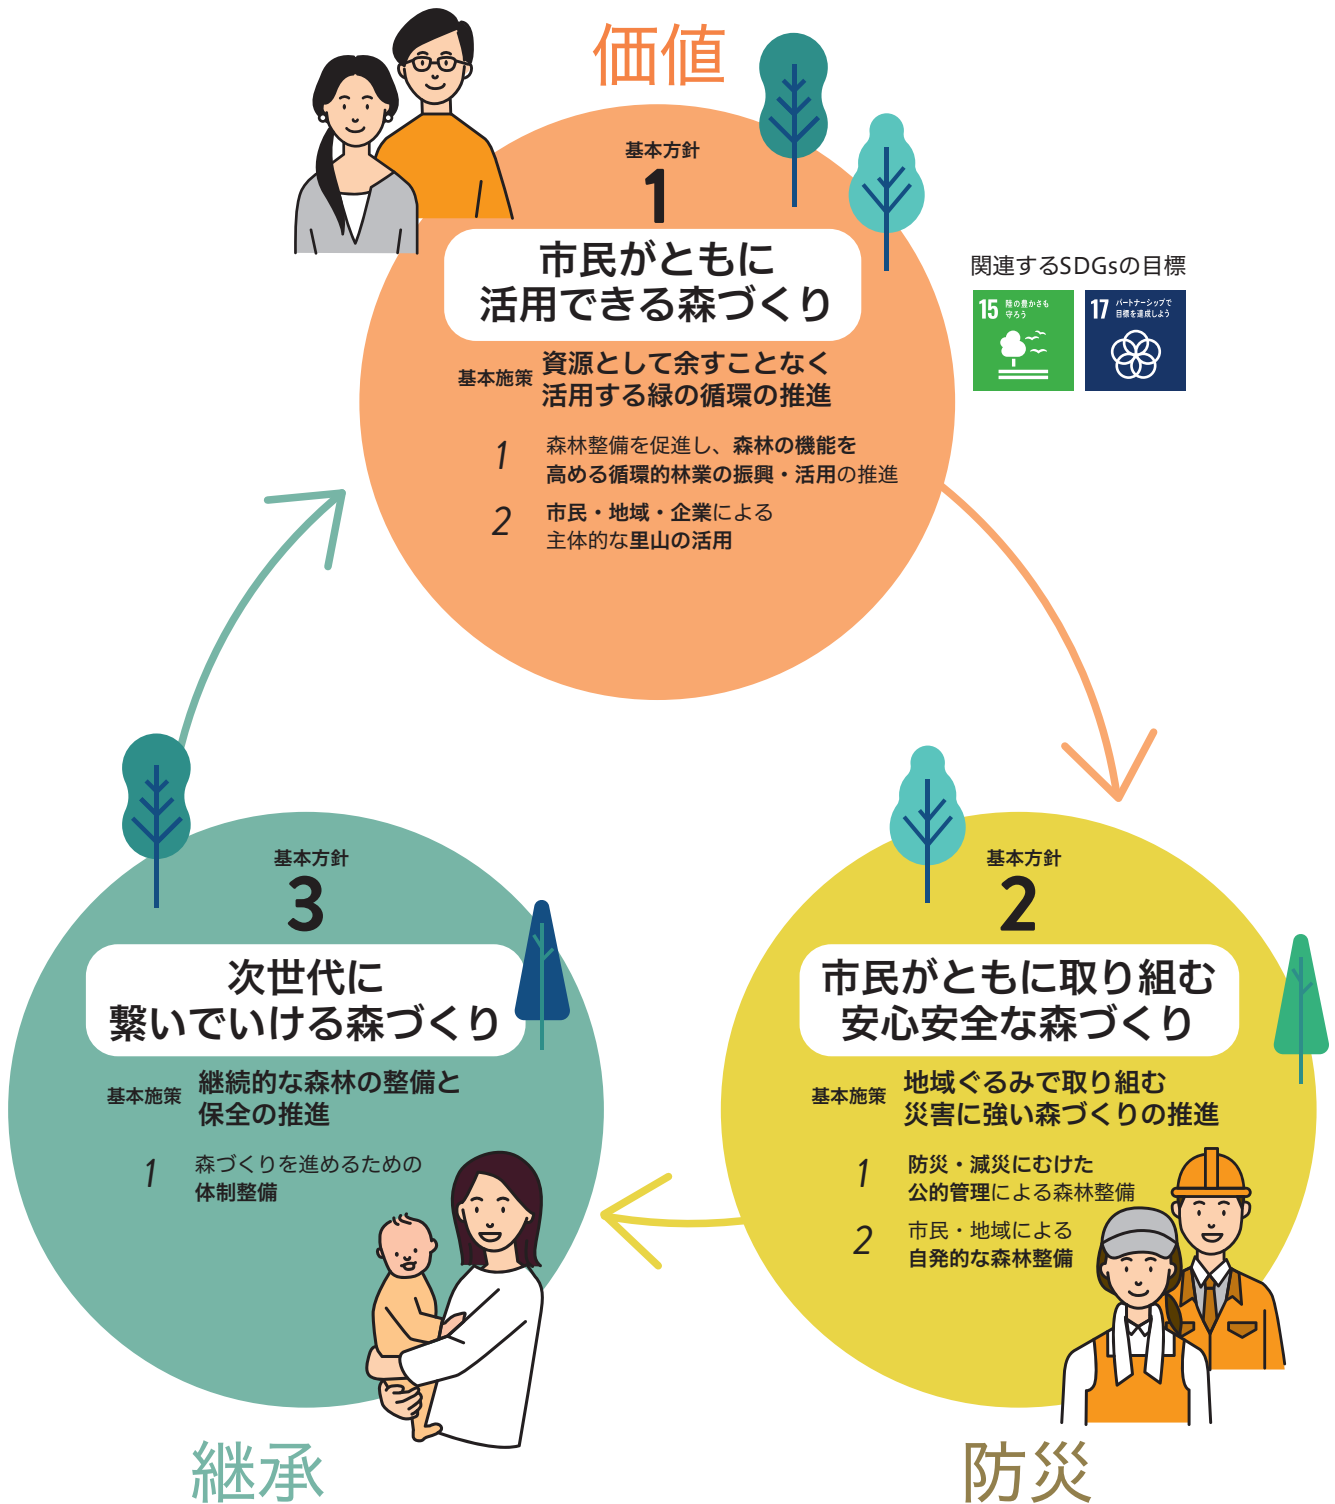 価値
基本方針
1
市民がともに
活用できる森づくり
基本施策
資源として余すことなく
活用する緑の循環の推進
1
森林整備を促進し、森林の機能を
高める循環的林業の振興・活用の推進
2
市民・地域・企業による
主体的な里山の活用
関連するSDGsの目標
15 陸の豊かさも
守ろう
17 パートナーシップで
目標を達成しよう
基本方針
2
市民がともに取り組む
安心安全な森づくり
基本施策
地域ぐるみで取り組む
災害に強い森づくりの推進
1
防災・減災にむけた
公的管理による森林整備
2
市民・地域による
自発的な森林整備
防災
基本方針
3
次世代に
繋いでいける森づくり
基本施策
継続的な森林の整備と
保全の推進
1
森づくりを進めるための
体制整備
継承